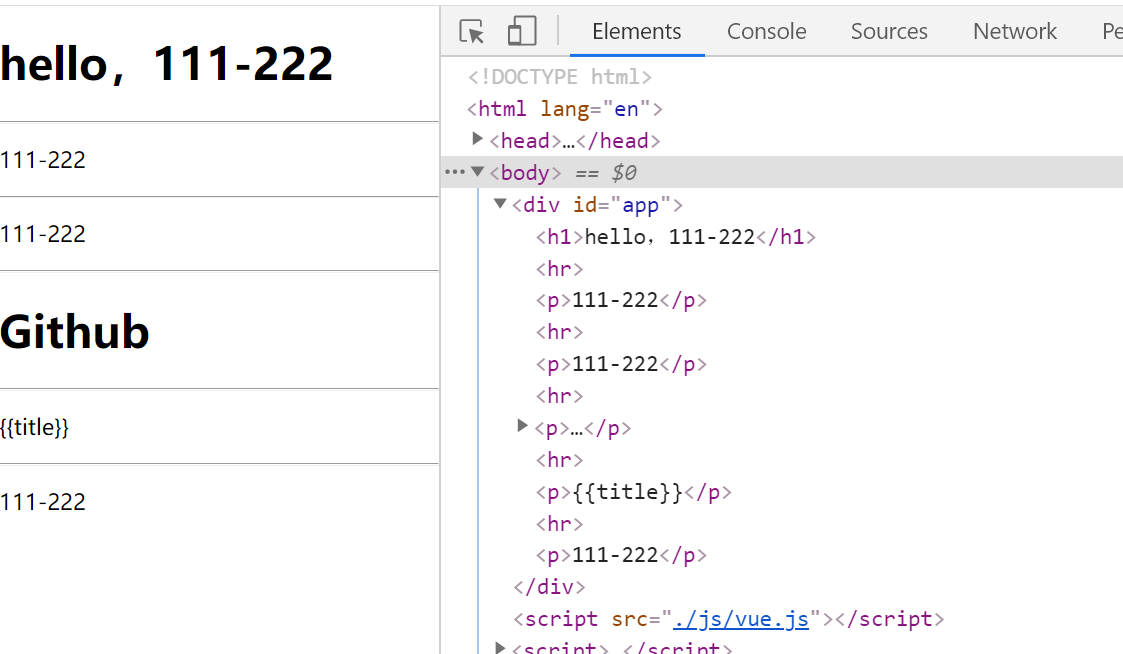 hello，111-222
111-222
111-222
Github
{{title}}
111-222
Elements Console Sources Network Pe
<!DOCTYPE html>
<html lang="en">
<head>…</head>
<body> == $0
<div id="app">
<h1>hello，111-222</h1>
<hr>
<p>111-222</p>
<hr>
<p>111-222</p>
<hr>
<p>…</p>
<hr>
<p>{{title}}</p>
<hr>
<p>111-222</p>
</div>
<script src="./js/vue.js"></script>
<script> </script>